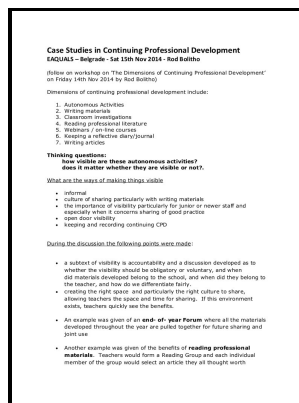 Case Studies in Continuing Professional Development
EAQUALS – Belgrade - Sat 15th Nov 2014 - Rod Bolitho
(follow on workshop on 'The Dimensions of Continuing Professional Development'
on Friday 14th Nov 2014 by Rod Bolitho)
Dimensions of continuing professional development include:
1. Autonomous Activities
2. Writing materials
3. Classroom investigations
4. Reading professional literature
5. Webinars / on-line courses
6. Keeping a reflective diary/journal
7. Writing articles
Thinking questions:
how visible are these autonomous activities?
does it matter whether they are visible or not?.
What are the ways of making things visible
• informal
• culture of sharing particularly with writing materials
• the importance of visibility particularly for junior or newer staff and
especially when it concerns sharing of good practice
• open door visibility
• keeping and recording continuing CPD
During the discussion the following points were made:
• a subtext of visibility is accountability and a discussion developed as to
whether the visibility should be obligatory or voluntary, and when
did materials developed belong to the school, and when did they belong to
the teacher, and how do we differentiate fairly.
• creating the right space and particularly the right culture to share,
allowing teachers the space and time for sharing. If this environment
exists, teachers quickly see the benefits.
• An example was given of an end- of- year Forum where all the materials
developed throughout the year are pulled together for future sharing and
joint use
• Another example was given of the benefits of reading professional
materials. Teachers would form a Reading Group and each individual
member of the group would select an article they all thought worth